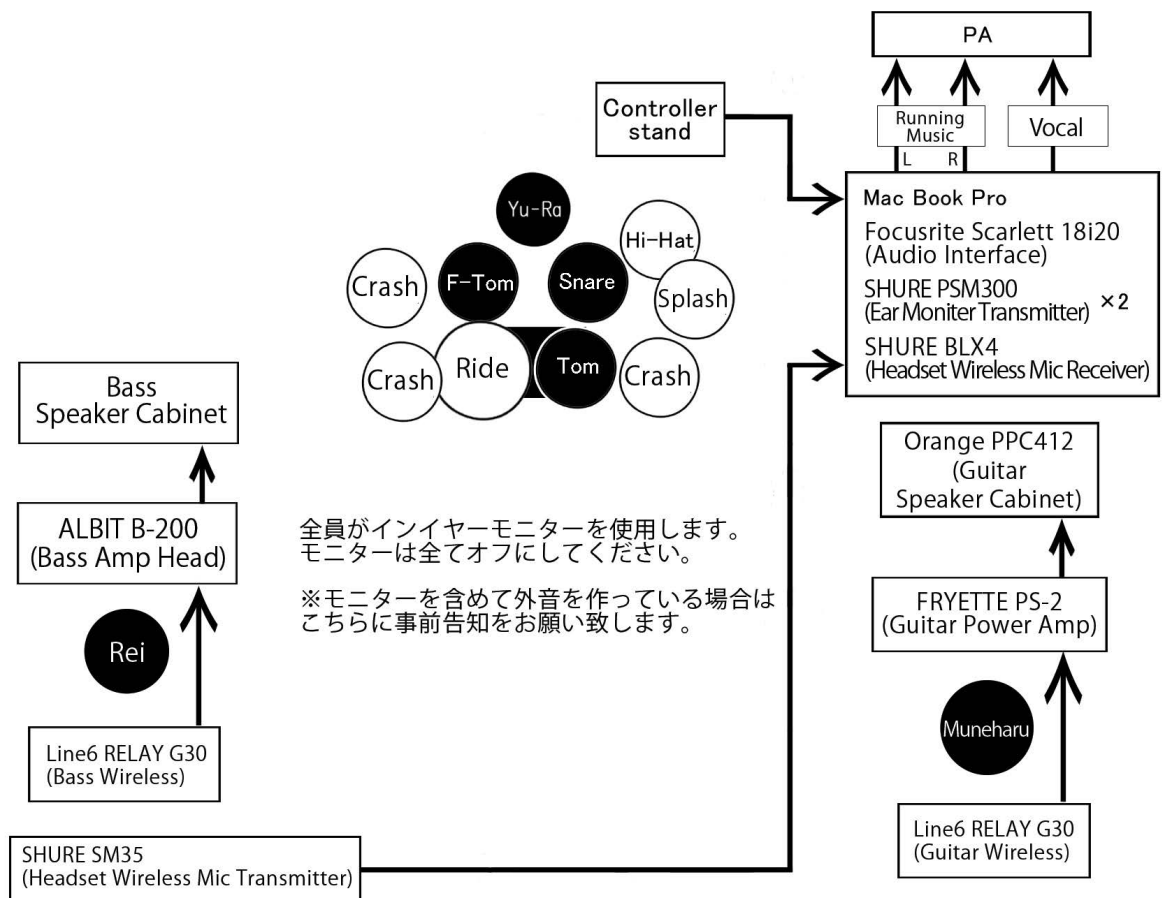 PA
Running
Music
Vocal
L
R
Controller
stand
Mac Book Pro
Focusrite Scarlett 18i20
(Audio Interface)
SHURE PSM300
(Ear Moniter Transmitter) ×2
SHURE BLX4
(Headset Wireless Mic Receiver)
Yu-Ra
Hi-Hat
Crash
F-Tom
Snare
Splash
Crash
Ride
Tom
Crash
Bass
Speaker Cabinet
ALBIT B-200
(Bass Amp Head)
Rei
Line6 RELAY G30
(Bass Wireless)
SHURE SM35
(Headset Wireless Mic Transmitter)
全員がインイヤーモニターを使用します。
モニターは全てオフにしてください。
※モニターを含めて外音を作っている場合は
こちらに事前告知をお願い致します。
Orange PPC412
(Guitar
Speaker Cabinet)
FRYETTE PS-2
(Guitar Power Amp)
Muneharu
Line6 RELAY G30
(Guitar Wireless)